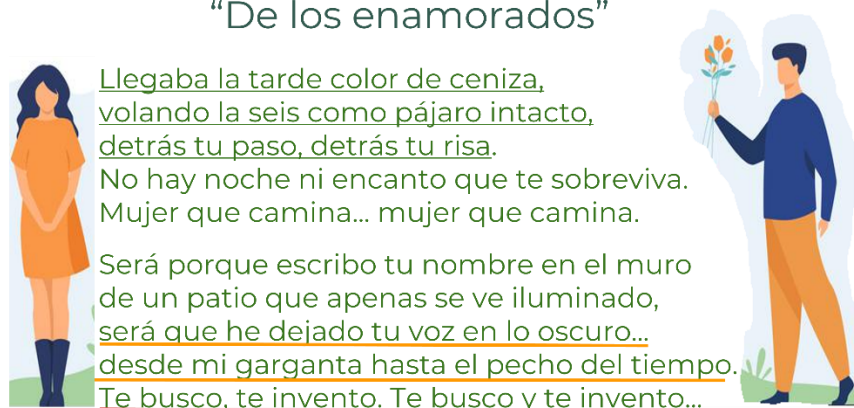 “De los enamorados”
Llegaba la tarde color de ceniza,
volando la seis como pájaro intacto,
detrás tu paso, detrás tu risa.
No hay noche ni encanto que te sobreviva.
Mujer que camina... mujer que camina.
Será porque escribo tu nombre en el muro
de un patio que apenas se ve iluminado,
será que he dejado tu voz en lo oscuro...
desde mi garganta hasta el pecho del tiempo.
Te busco, te invento. Te busco y te invento...